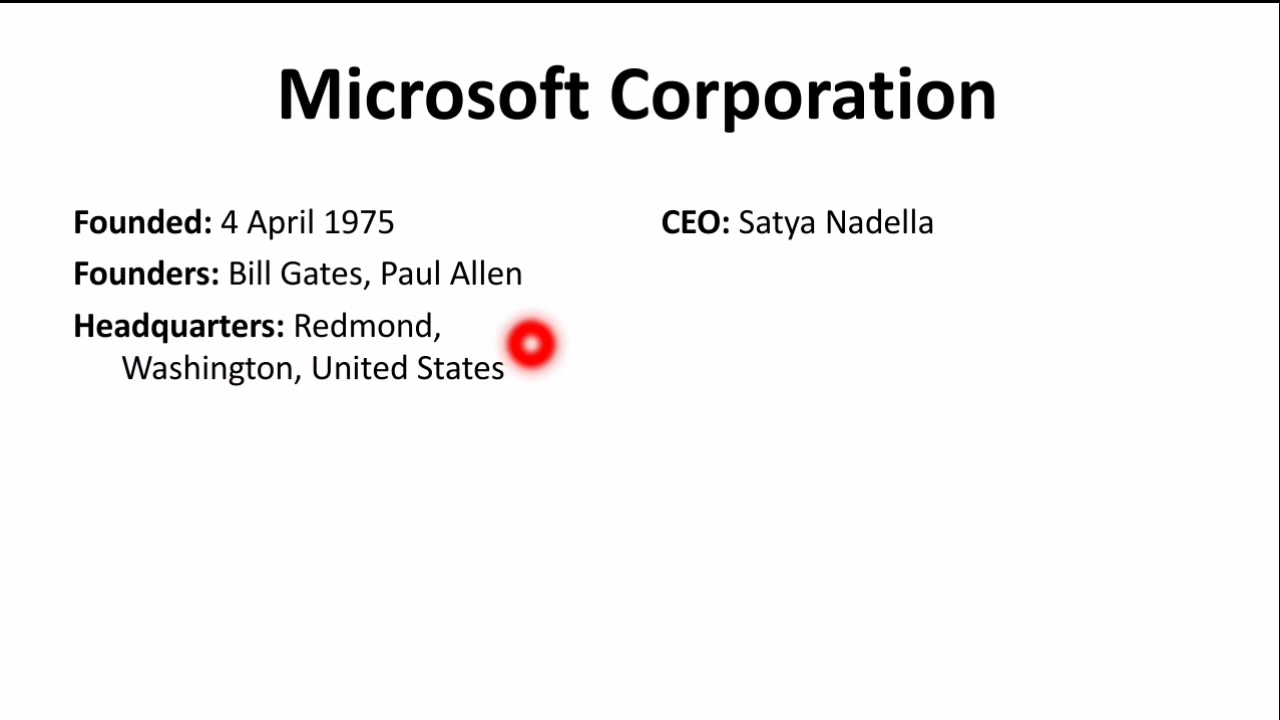 Microsoft Corporation
Founded: 4 April 1975
Founders: Bill Gates, Paul Allen
Headquarters: Redmond,
Washington, United States
CEO: Satya Nadella